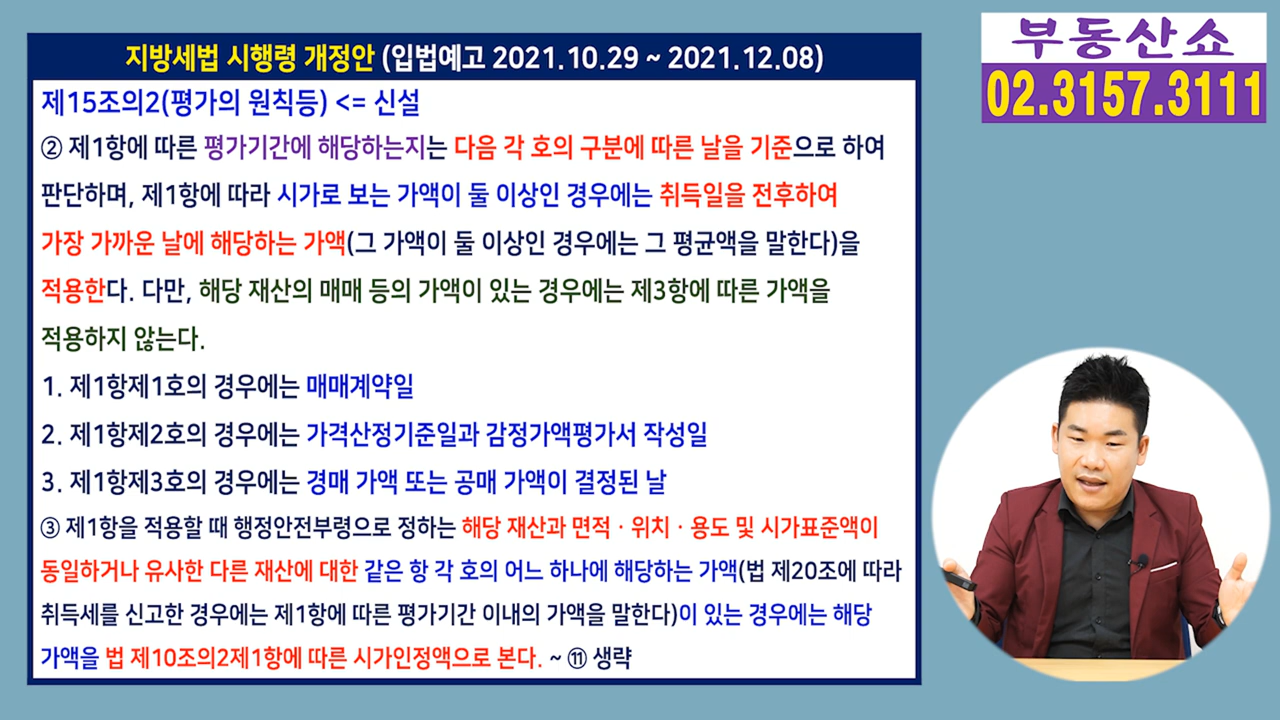 지방세법 시행령 개정안 (입법예고 2021.10.29 ~ 2021.12.08)
부동산쇼
02.3157.3111
제15조의2(평가의 원칙등) <= 신설
② 제1항에 따른 평가기간에 해당하는지는 다음 각 호의 구분에 따른 날을 기준으로 하여
판단하며, 제1항에 따라 시가로 보는 가액이 둘 이상인 경우에는 취득일을 전후하여
가장 가까운 날에 해당하는 가액(그 가액이 둘 이상인 경우에는 그 평균액을 말한다)을
적용한다. 다만, 해당 재산의 매매 등의 가액이 있는 경우에는 제3항에 따른 가액을
적용하지 않는다.
1. 제1항제1호의 경우에는 매매계약일
2. 제1항제2호의 경우에는 가격산정기준일과 감정가액평가서 작성일
3. 제1항제3호의 경우에는 경매 가액 또는 공매 가액이 결정된 날
③ 제1항을 적용할 때 행정안전부령으로 정하는 해당 재산과 면적ㆍ위치ㆍ용도 및 시가표준액이
동일하거나 유사한 다른 재산에 대한 같은 항 각 호의 어느 하나에 해당하는 가액(법 제20조에 따라
취득세를 신고한 경우에는 제1항에 따른 평가기간 이내의 가액을 말한다)이 있는 경우에는 해당
가액을 법 제10조의2제1항에 따른 시가인정액으로 본다. ~ ⑪ 생략